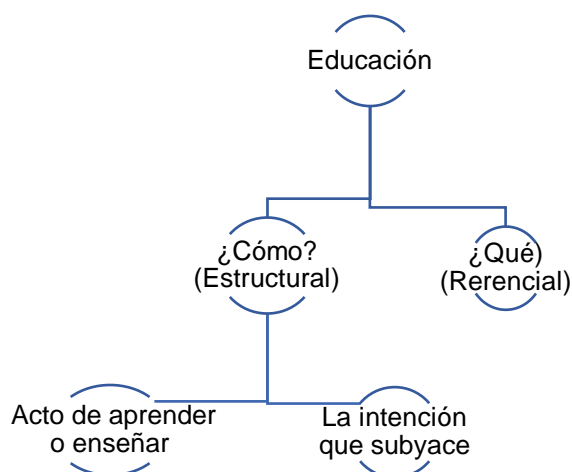 Educación
¿Cómo?
(Estructural)
¿Qué)
(Rerencial)
Acto de aprender
o enseñar
La intención
que subyace